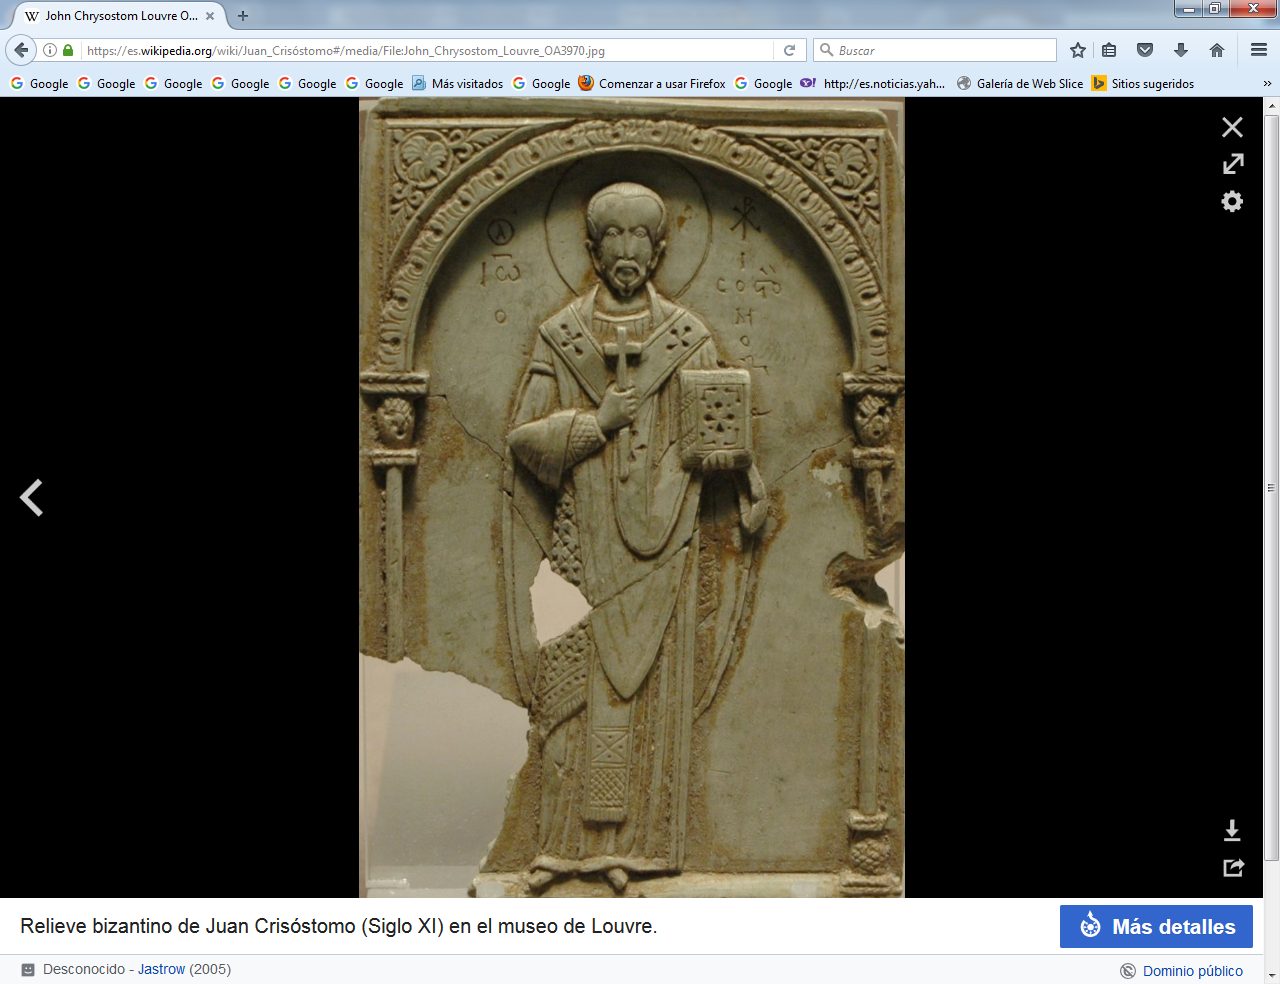 John Chrysostom Louvre O...
https://es.wikipedia.org/wiki/Juan_Crisóstomo#/media/File:John_Chrysostom_Louvre_OA3970.jpg
Buscar
Google Google Google Google Google Google Más visitados Google Comenzar a usar Firefox Google http://es.noticias.yah... Galería de Web Slice Sitios sugeridos
Relieve bizantino de Juan Crisóstomo (Siglo XI) en el museo de Louvre.
Más detalles
Desconocido - Jastrow (2005)
Dominio público